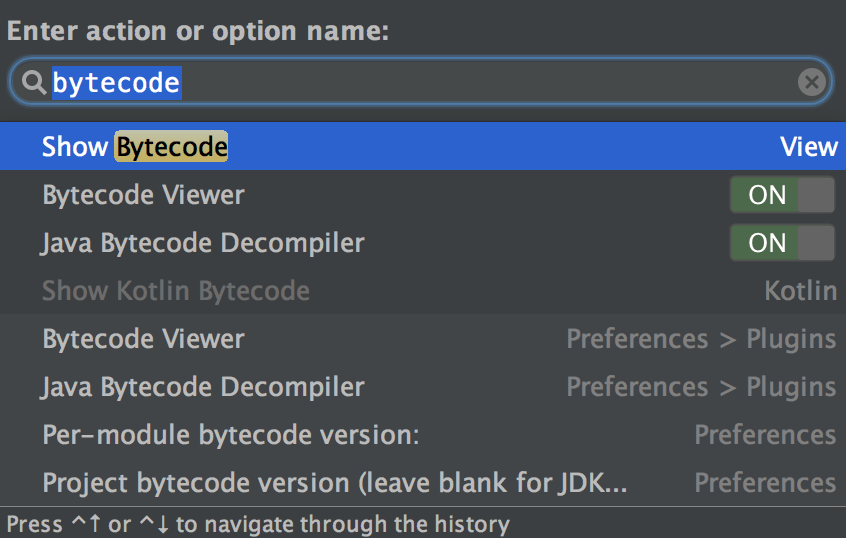 Enter action or option name:
bytecode
Show Bytecode View
Bytecode Viewer ON
Java Bytecode Decompiler ON
Show Kotlin Bytecode Kotlin
Bytecode Viewer Preferences > Plugins
Java Bytecode Decompiler Preferences > Plugins
Per-module bytecode version: Preferences
Project bytecode version (leave blank for JDK... Preferences
Press ^↑ or ^↓ to navigate through the history